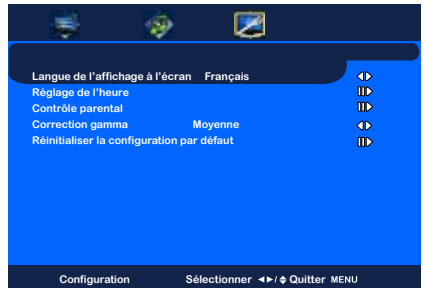 Langue de l'affichage à l'écran Français
Réglage de l'heure
Contrôle parental
Correction gamma Moyenne
Réinitialiser la configuration par défaut
Configuration Sélectionner ◄►/♦ Quitter MENU